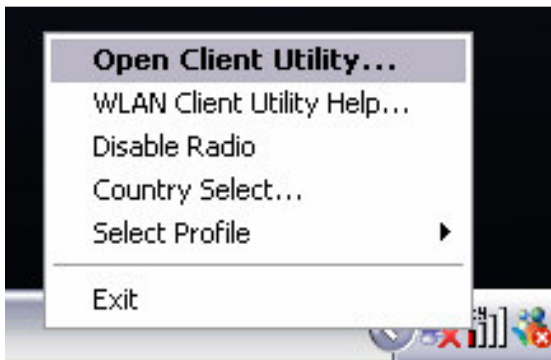 Open Client Utility...
WLAN Client Utility Help...
Disable Radio
Country Select...
Select Profile
Exit